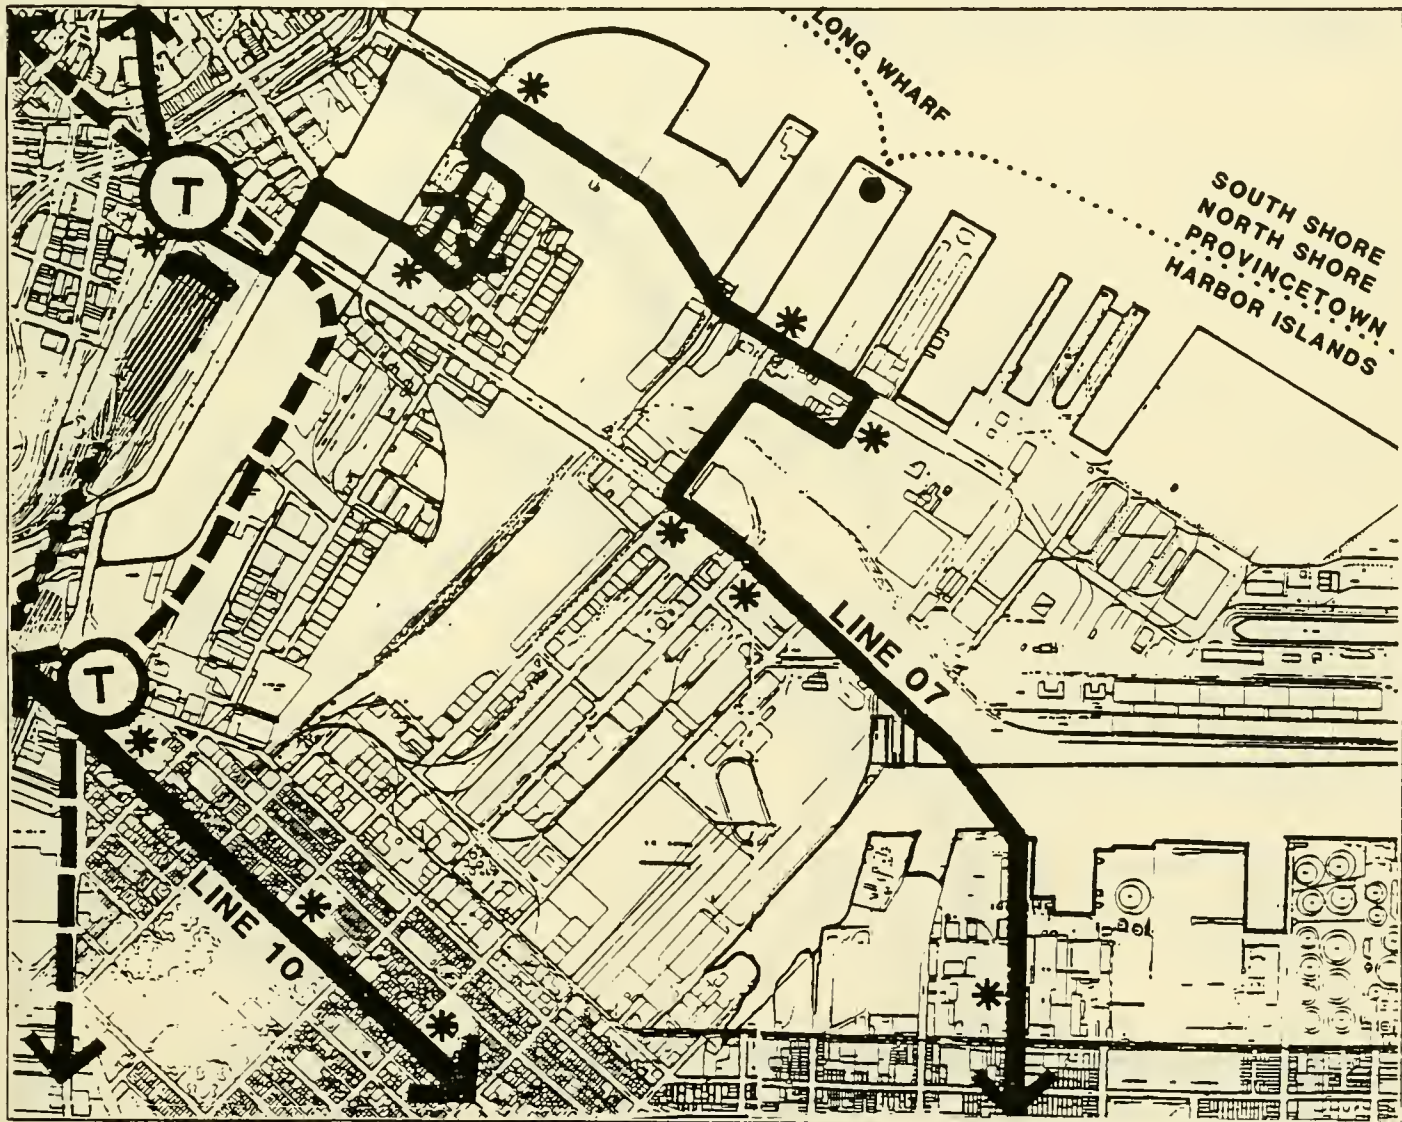 LONG WHARF
SOUTH SHORE
NORTH SHORE
PROVINCETOWN
HARBOR ISLANDS
T
LINE 07
T
LINE 10